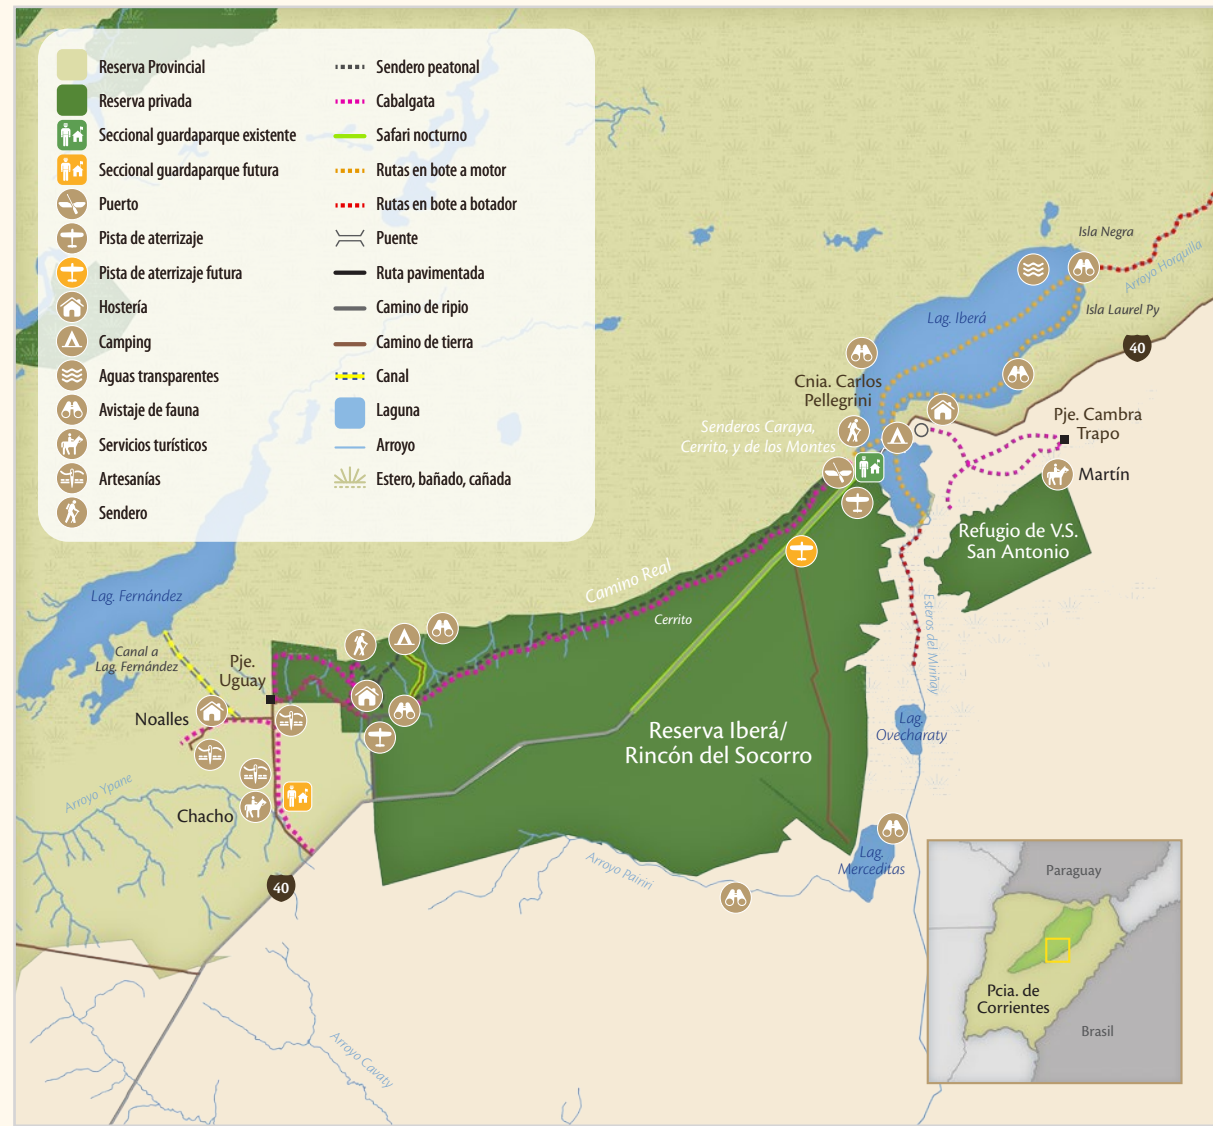 Reserva Provincial
Reserva privada
Seccional guardaparque existente
Seccional guardaparque futura
Puerto
Pista de aterrizaje
Pista de aterrizaje futura
Hostería
Camping
Aguas transparentes
Avistaje de fauna
Servicios turísticos
Artesanías
Sendero
Sendero peatonal
Cabalgata
Safari nocturno
Rutas en bote a motor
Rutas en bote a botador
Puente
Ruta pavimentada
Camino de ripio
Camino de tierra
Canal
Laguna
Arroyo
Estero, bañado, cañada
Isla Negra
Arroyo Horquilla
Isla Laurel Py
Lag. Iberá
40
Cnia. Carlos
Pellegrini
Senderos Caraya,
Cerrito, y de los Montes
Pje. Cambra
Trapo
Martín
Refugio de V.S.
San Antonio
Camino Real
Cerrito
Esteros del Miriñay
Lag. Fernández
Canal a
Lag. Fernández
Pje.
Uguay
Noalles
Reserva Iberá/
Rincón del Socorro
Lag.
Ovecharaty
Arroyo Ypane
Chacho
40
Arroyo Pairiri
Lag.
Merceditas
Arroyo Cavaty
Paraguay
Pcia. de
Corrientes
Brasil